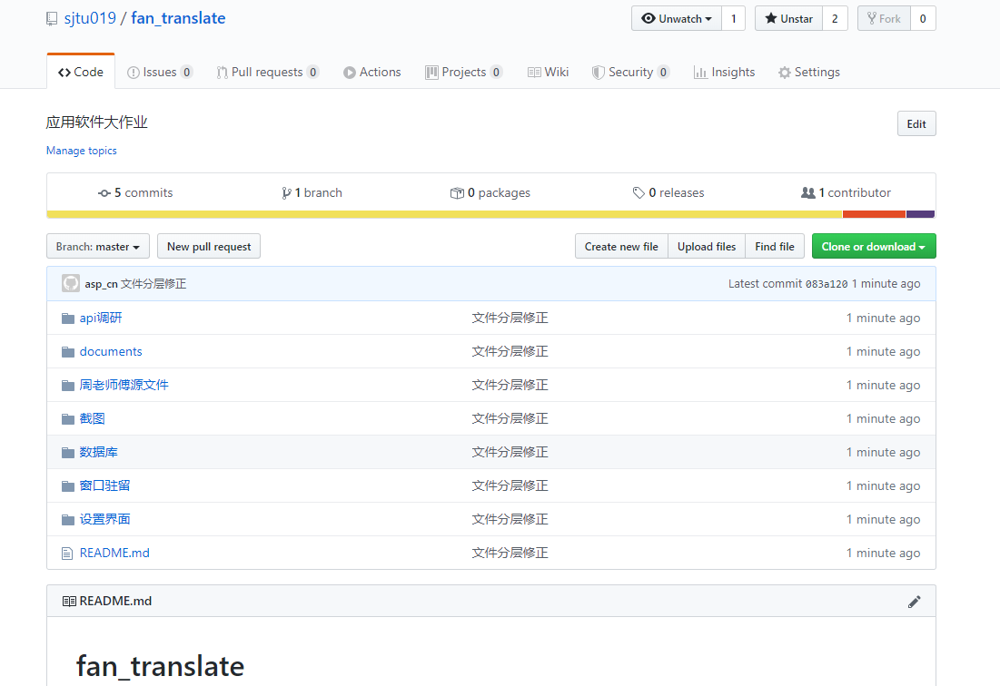 sjtu019 / fan_translate Unwatch 1 Unstar 2 Fork 0
Code Issues 0 Pull requests 0 Actions Projects 0 Wiki Security 0 Insights Settings
应用软件大作业 Edit
Manage topics
5 commits 1 branch 0 packages 0 releases 1 contributor
Branch: master New pull request Create new file Upload files Find file Clone or download
asp_cn 文件分层修正 Latest commit 083a120 1 minute ago
api调研 文件分层修正 1 minute ago
documents 文件分层修正 1 minute ago
周老师傅源文件 文件分层修正 1 minute ago
截图 文件分层修正 1 minute ago
数据库 文件分层修正 1 minute ago
窗口驻留 文件分层修正 1 minute ago
设置界面 文件分层修正 1 minute ago
README.md 文件分层修正 1 minute ago
README.md
fan_translate